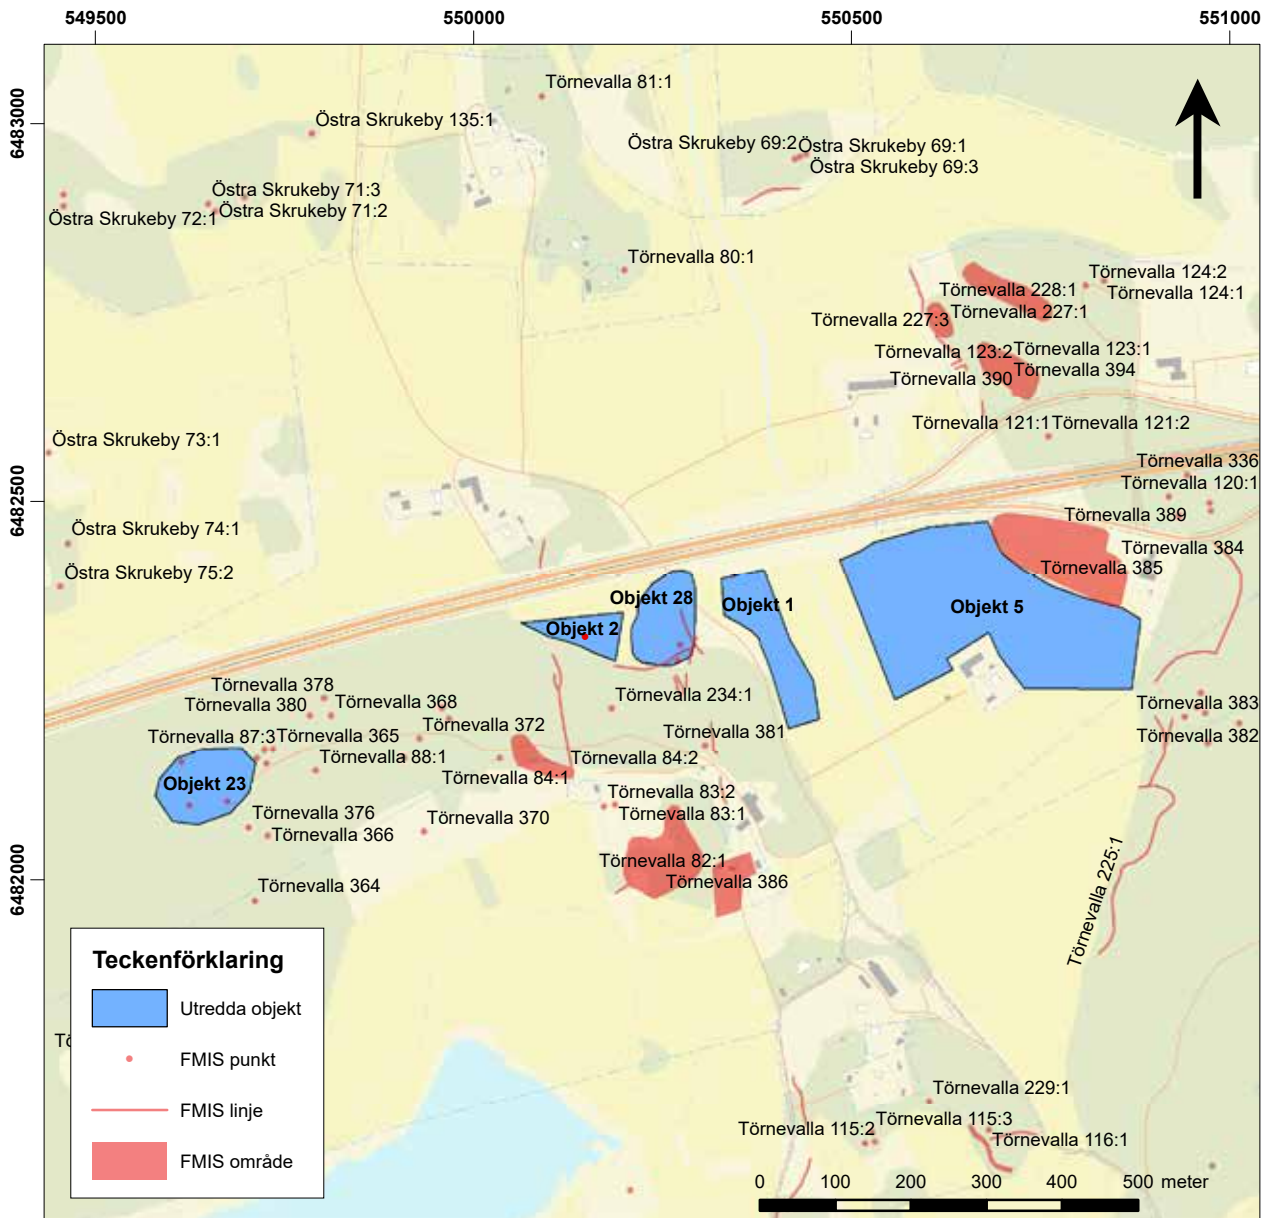 549500
550000
550500
551000
6483000
6482500
6482000
Törnevalla 81:1
Östra Skrukeby 135:1
Östra Skrukeby 69:2
Östra Skrukeby 69:1
Östra Skrukeby 69:3
Östra Skrukeby 71:3
Östra Skrukeby 71:2
Östra Skrukeby 72:1
Törnevalla 80:1
Törnevalla 124:2
Törnevalla 124:1
Törnevalla 228:1
Törnevalla 227:1
Törnevalla 227:3
Törnevalla 123:2
Törnevalla 123:1
Törnevalla 394
Törnevalla 390
Törnevalla 121:1
Törnevalla 121:2
Östra Skrukeby 73:1
Törnevalla 336
Törnevalla 120:1
Törnevalla 389
Östra Skrukeby 74:1
Törnevalla 384
Törnevalla 385
Östra Skrukeby 75:2
Objekt 28
Objekt 1
Objekt 5
Objekt 2
Törnevalla 378
Törnevalla 380
Törnevalla 368
Törnevalla 234:1
Törnevalla 383
Törnevalla 372
Törnevalla 381
Törnevalla 382
Törnevalla 87:3
Törnevalla 365
Törnevalla 88:1
Törnevalla 84:2
Törnevalla 84:1
Objekt 23
Törnevalla 83:2
Törnevalla 83:1
Törnevalla 376
Törnevalla 366
Törnevalla 370
Törnevalla 82:1
Törnevalla 386
Törnevalla 364
Törnevalla 225:1
Teckenförklaring
Utredda objekt
FMIS punkt
FMIS linje
FMIS område
Tö
Törnevalla 229:1
Törnevalla 115:3
Törnevalla 115:2
Törnevalla 116:1
0 100 200 300 400 500 meter